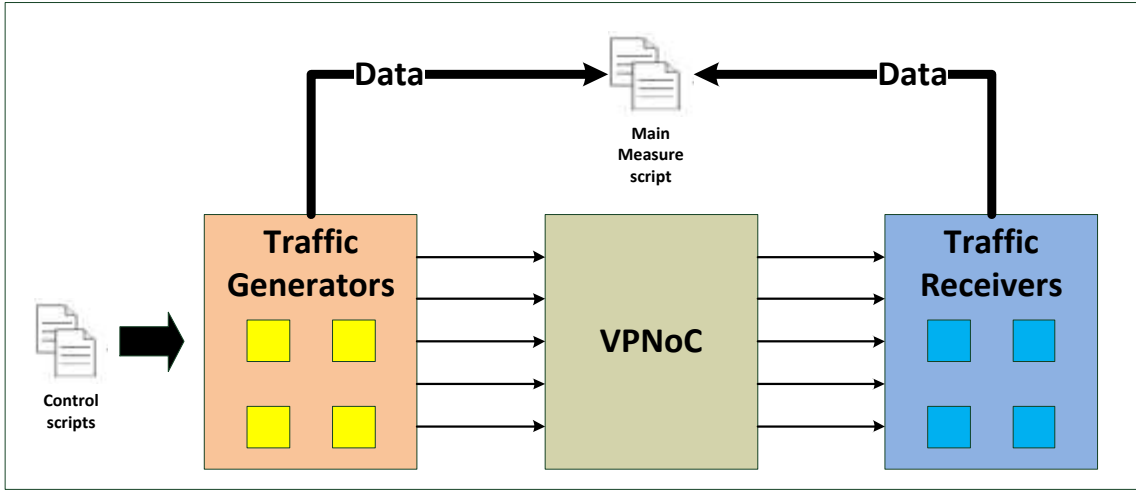 Data
Data
Main
Measure
script
Traffic
Generators
VPNoC
Traffic
Receivers
Control
scripts